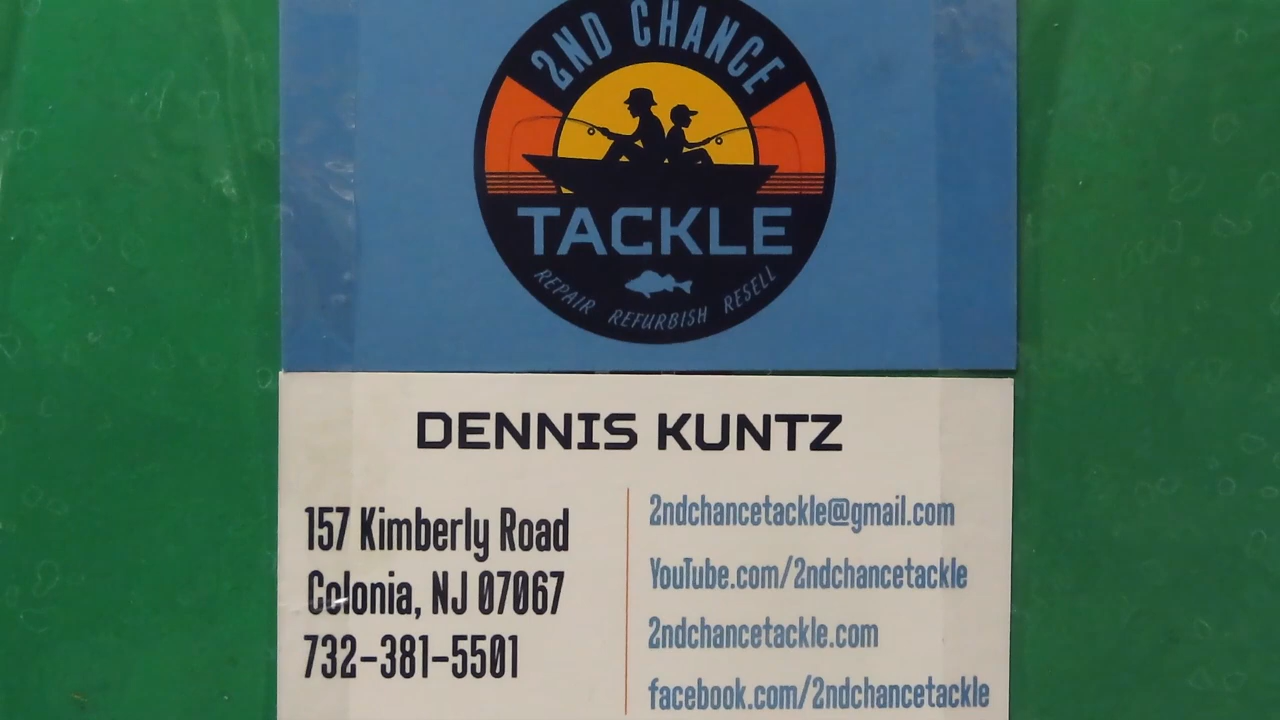 2ND CHANCE
TACKLE
REPAIR REFURBISH RESELL
DENNIS KUNTZ
157 Kimberly Road
Colonia, NJ 07067
732-381-5501
2ndchancetackle@gmail.com
YouTube.com/2ndchancetackle
2ndchancetackle.com
facebook.com/2ndchancetackle